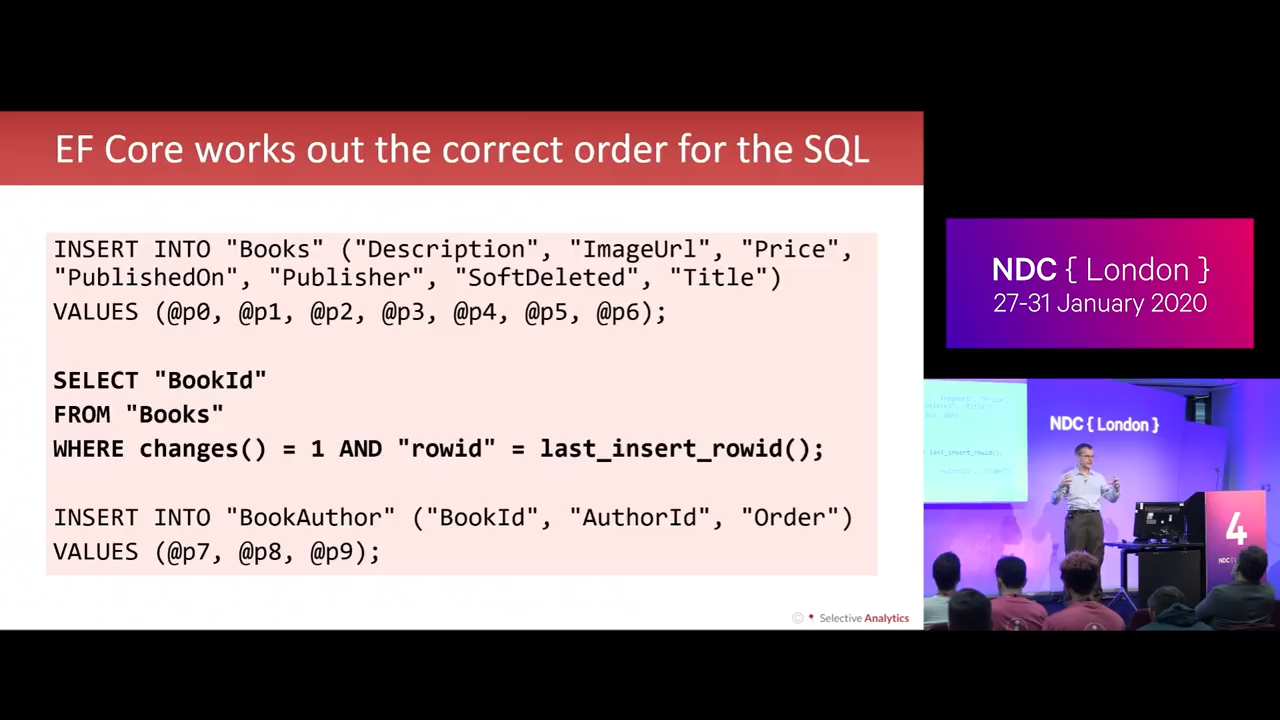 EF Core works out the correct order for the SQL
INSERT INTO "Books" ("Description", "ImageUrl", "Price",
"PublishedOn", "Publisher", "SoftDeleted", "Title")
VALUES (@p0, @p1, @p2, @p3, @p4, @p5, @p6);
SELECT "BookId"
FROM "Books"
WHERE changes() = 1 AND "rowid" = last_insert_rowid();
INSERT INTO "BookAuthor" ("BookId", "AuthorId", "Order")
VALUES (@p7, @p8, @p9);
© Selective Analytics
NDC { London }
27-31 January 2020
NDC { London }
last_insert_rowid();
4